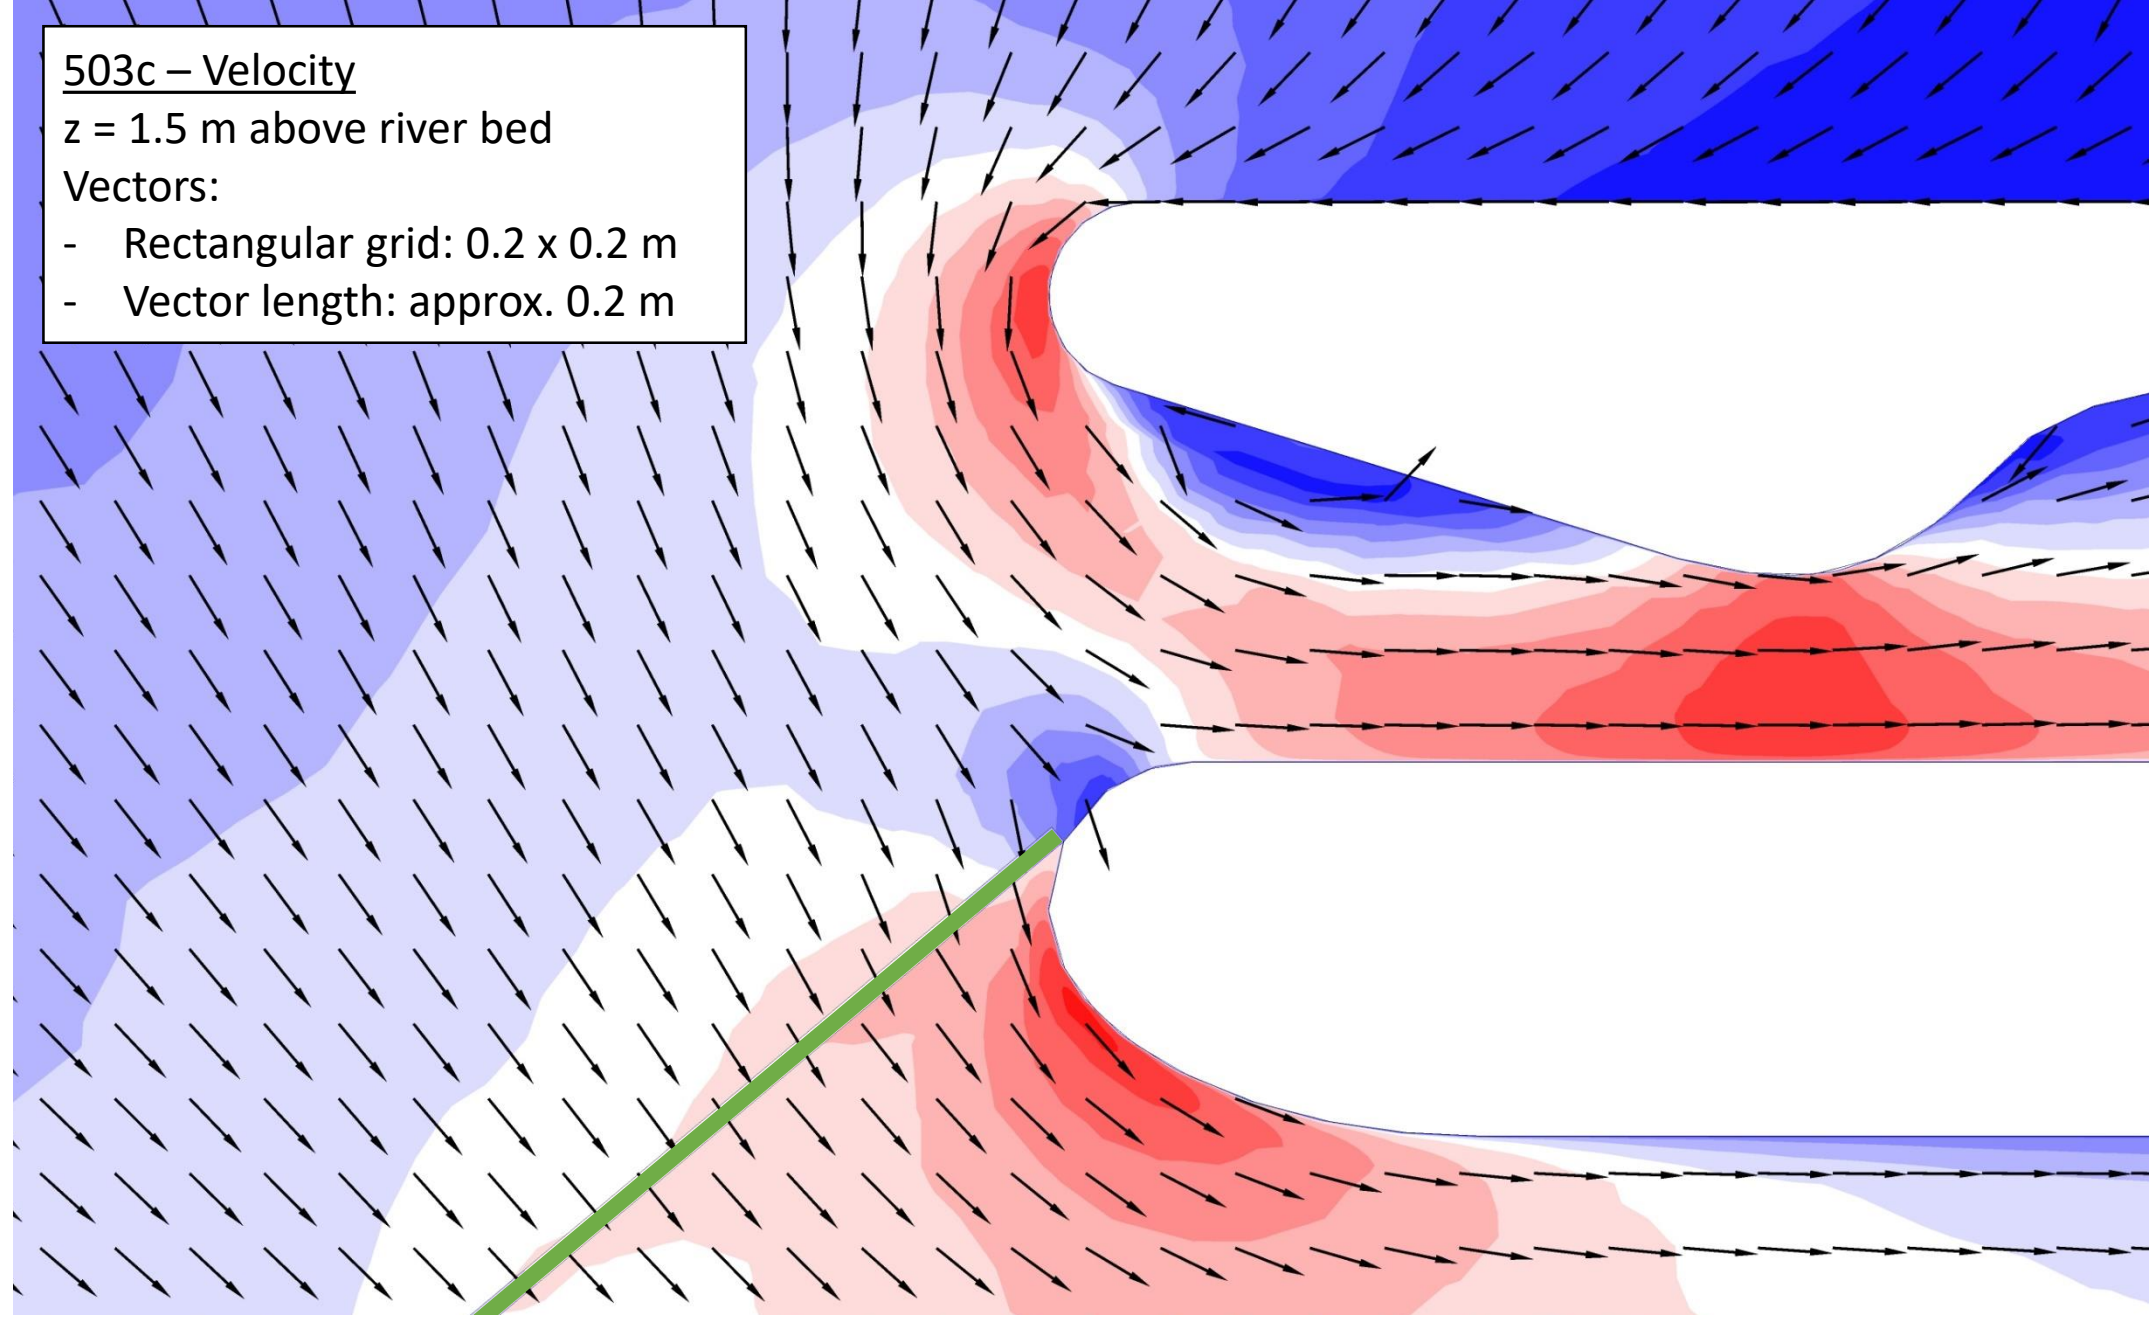 503c – Velocity
z = 1.5 m above river bed
Vectors:
- Rectangular grid: 0.2 x 0.2 m
- Vector length: approx. 0.2 m